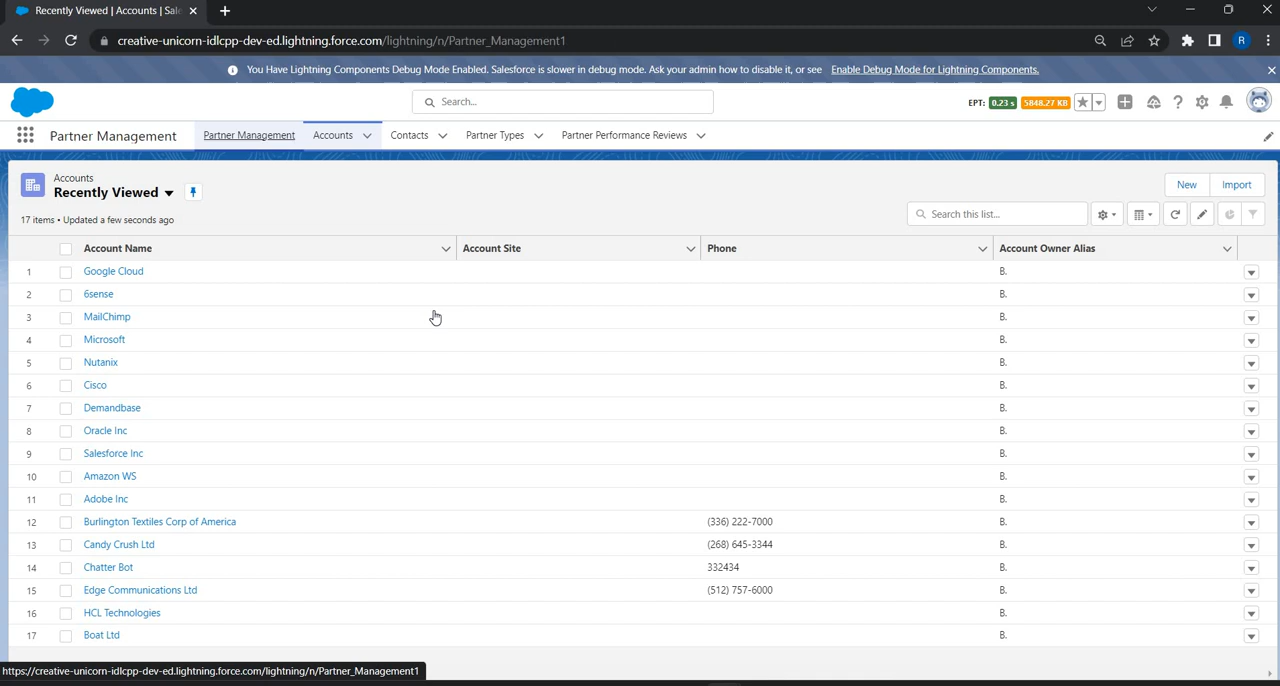 Recently Viewed | Accounts | Sal
creative-unicorn-idlcpp-dev-ed.lightning.force.com/lightning/n/Partner_Management1
R
You Have Lightning Components Debug Mode Enabled. Salesforce is slower in debug mode. Ask your admin how to disable it, or see Enable Debug Mode for Lightning Components.
Search...
EPT: 0.23 s 5848.27 KB
Partner Management
Partner Management Accounts Contacts Partner Types Partner Performance Reviews
Accounts
Recently Viewed
New Import
17 items • Updated a few seconds ago
Search this list...
Account Name Account Site Phone Account Owner Alias
1 Google Cloud B.
2 6sense B.
3 MailChimp B.
4 Microsoft B.
5 Nutanix B.
6 Cisco B.
7 Demandbase B.
8 Oracle Inc B.
9 Salesforce Inc B.
10 Amazon WS B.
11 Adobe Inc B.
12 Burlington Textiles Corp of America (336) 222-7000 B.
13 Candy Crush Ltd (268) 645-3344 B.
14 Chatter Bot 332434 B.
15 Edge Communications Ltd (512) 757-6000 B.
16 HCL Technologies B.
17 Boat Ltd B.
https://creative-unicorn-idlcpp-dev-ed.lightning.force.com/lightning/n/Partner_Management1